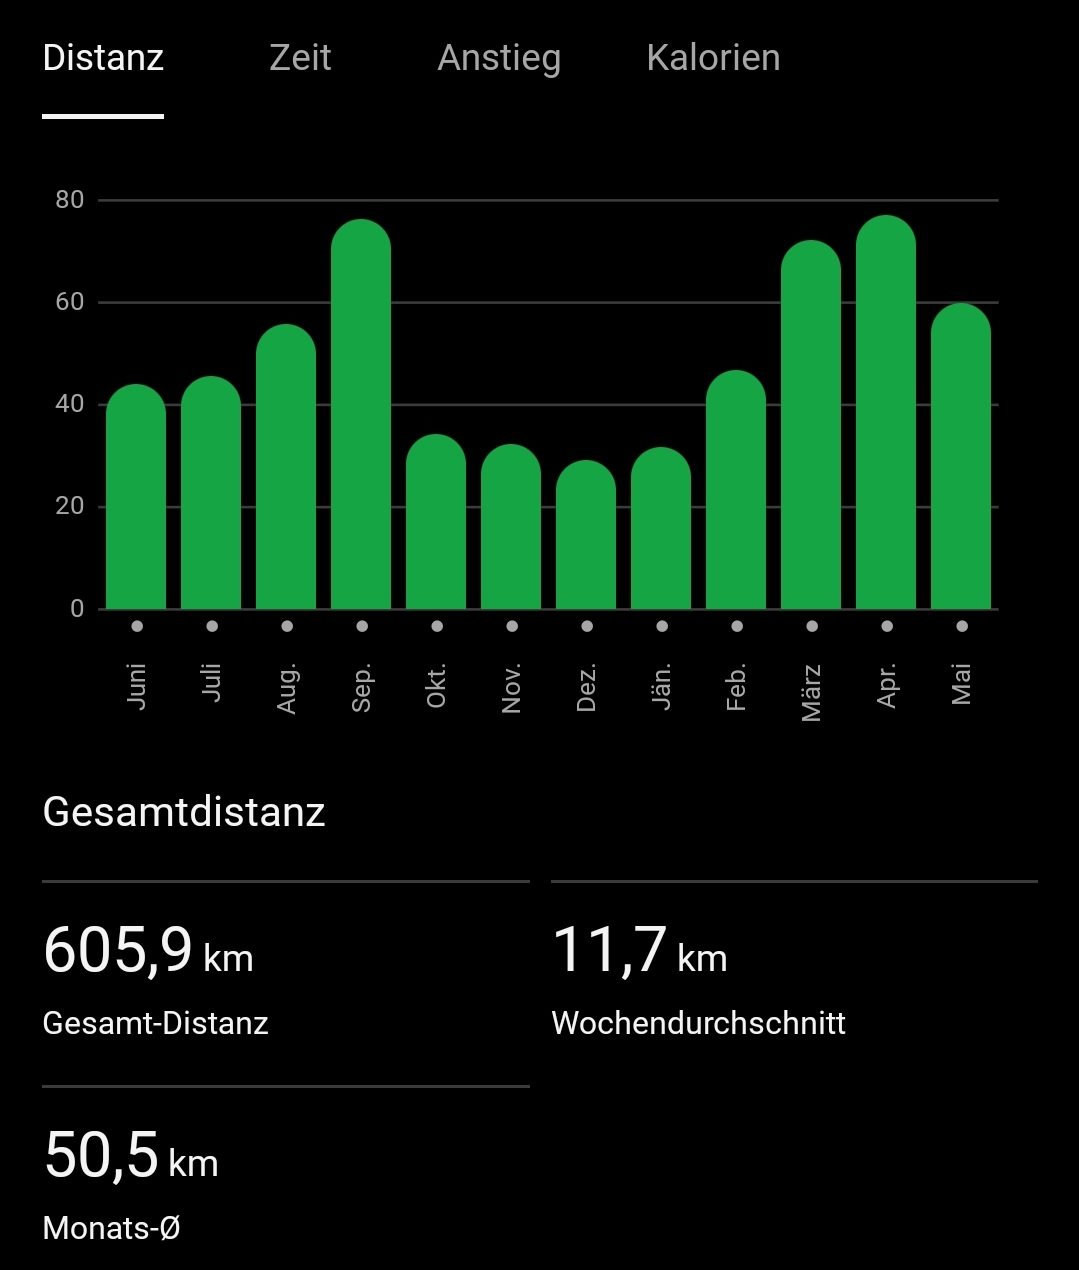 Distanz Zeit Anstieg Kalorien
80
60
40
20
0
Juni Juli Aug. Sep. Okt. Nov. Dez. Jän. Feb. März Apr. Mai
Gesamtdistanz
605,9 km 11,7 km
Gesamt-Distanz Wochendurchschnitt
50,5 km
Monats-Ø